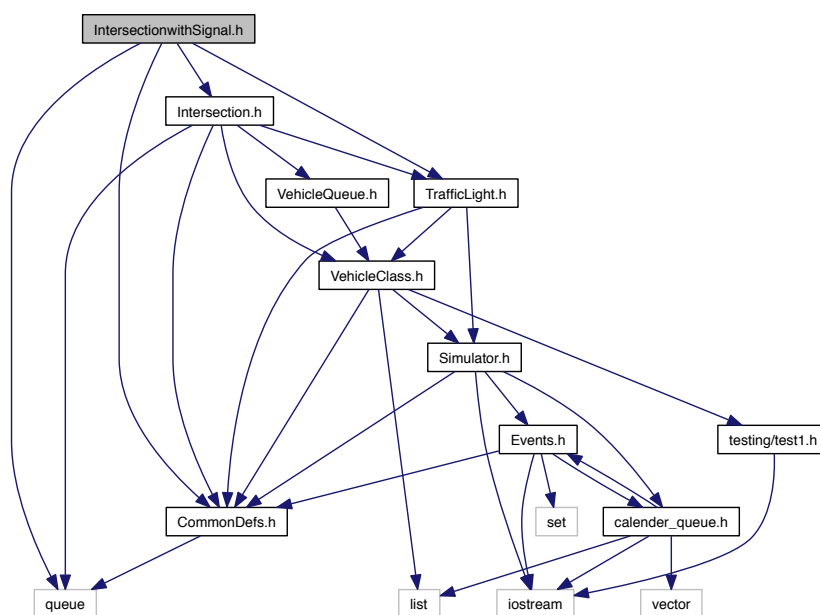 IntersectionwithSignal.h
Intersection.h
VehicleQueue.h
TrafficLight.h
VehicleClass.h
Simulator.h
Events.h
testing/test1.h
CommonDefs.h
set
calender_queue.h
queue
list
iostream
vector